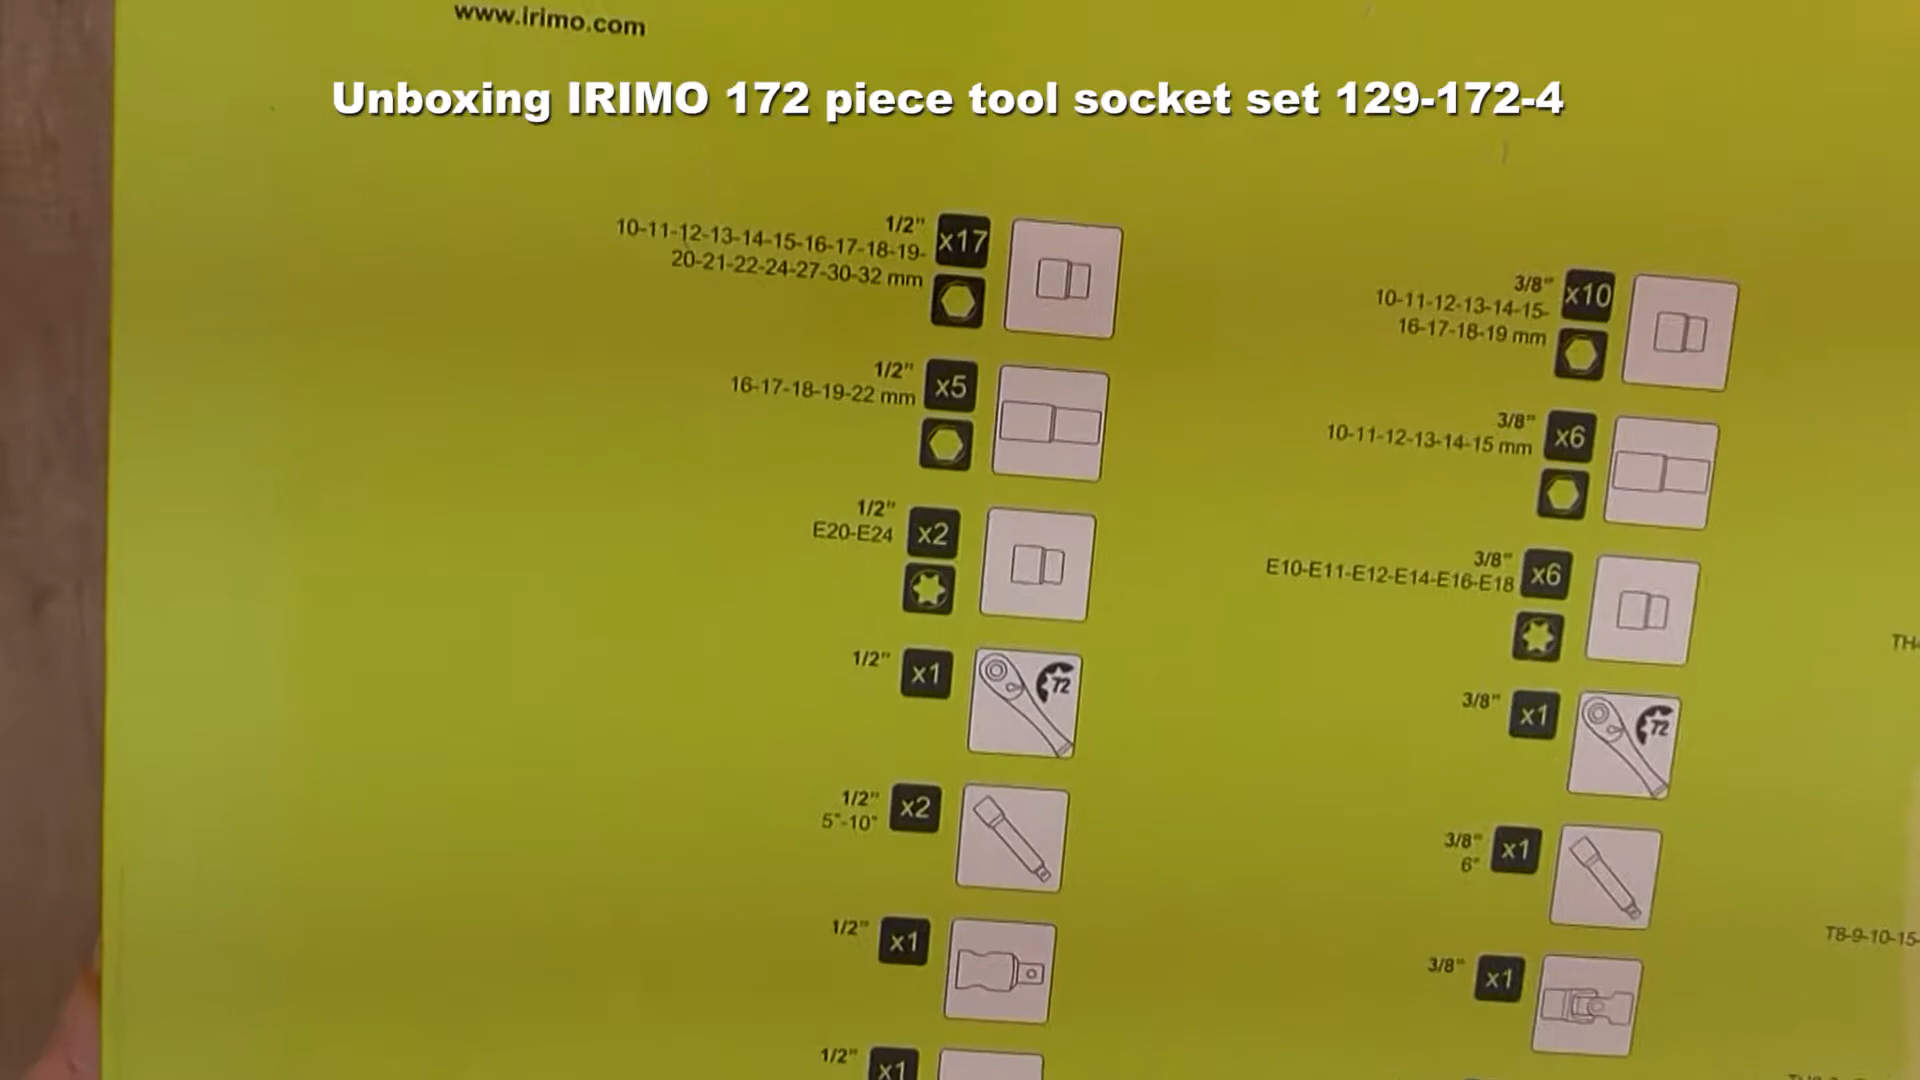 www.irimo.com
Unboxing IRIMO 172 piece tool socket set 129-172-4
1/2"
10-11-12-13-14-15-16-17-18-19-
20-21-22-24-27-30-32 mm
x17
1/2"
16-17-18-19-22 mm
x5
1/2"
E20-E24
x2
1/2"
x1
72
1/2"
5"-10"
x2
1/2"
x1
1/2"
x1
3/8"
10-11-12-13-14-15-
16-17-18-19 mm
x10
3/8"
10-11-12-13-14-15 mm
x6
3/8"
E10-E11-E12-E14-E16-E18
x6
3/8"
x1
72
3/8"
6"
x1
3/8"
x1
T8-9-10-15-